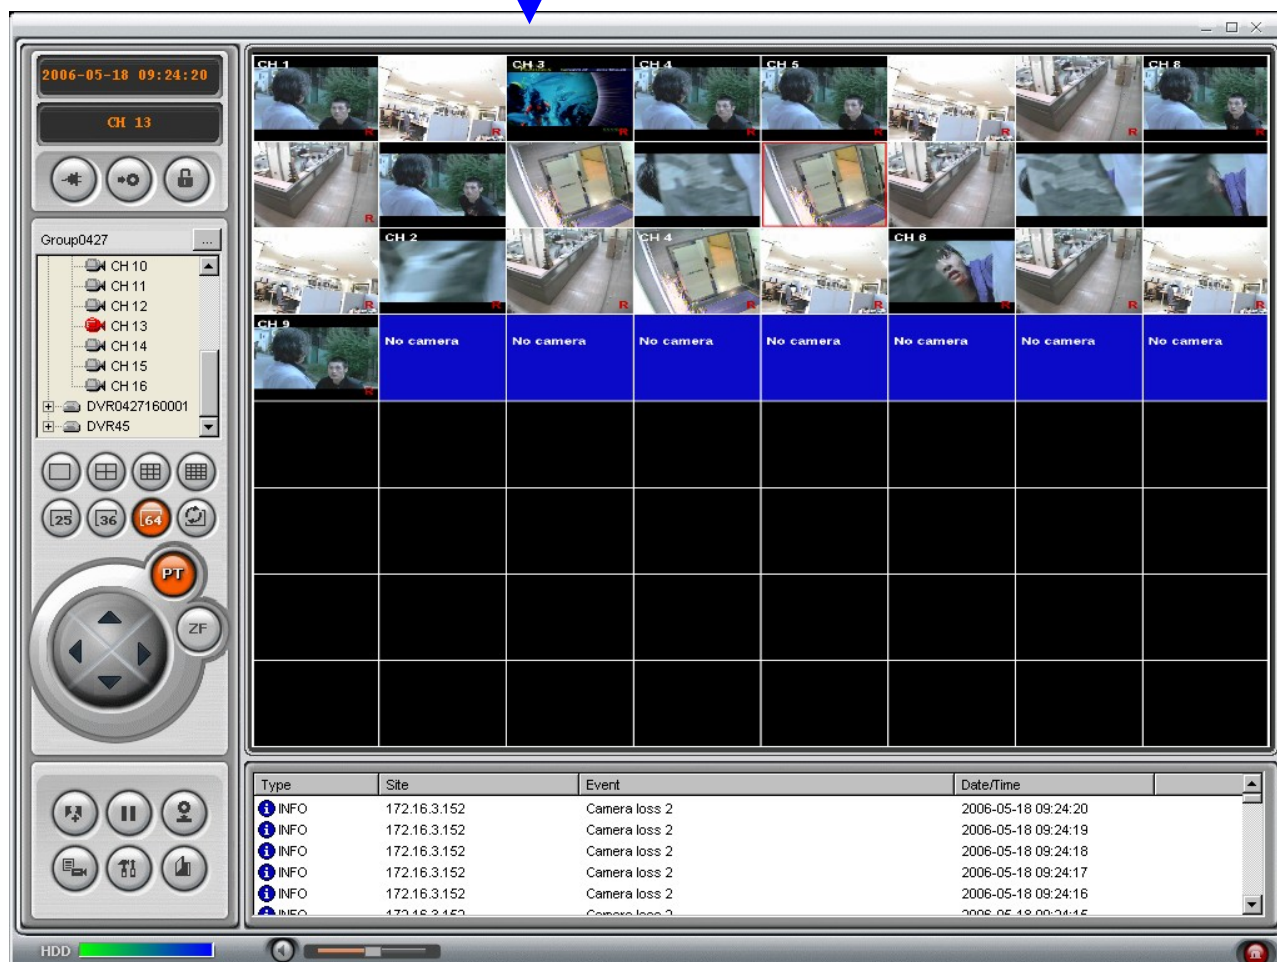 2006-05-18 09:24:20
CH 13
Group0427
...
CH 10
CH 11
CH 12
CH 13
CH 14
CH 15
CH 16
DVR0427160001
DVR45
25 36 64
PT
ZF
CH 1 CH 3 CH 4 CH 5 CH 8
R R R R R R R R
R
CH 2 CH 4 CH 6
R R R R R R R R
CH 9 No camera No camera No camera No camera No camera No camera No camera
R
Type Site Event Date/Time
INFO 172.16.3.152 Camera loss 2 2006-05-18 09:24:20
INFO 172.16.3.152 Camera loss 2 2006-05-18 09:24:19
INFO 172.16.3.152 Camera loss 2 2006-05-18 09:24:18
INFO 172.16.3.152 Camera loss 2 2006-05-18 09:24:17
INFO 172.16.3.152 Camera loss 2 2006-05-18 09:24:16
HDD